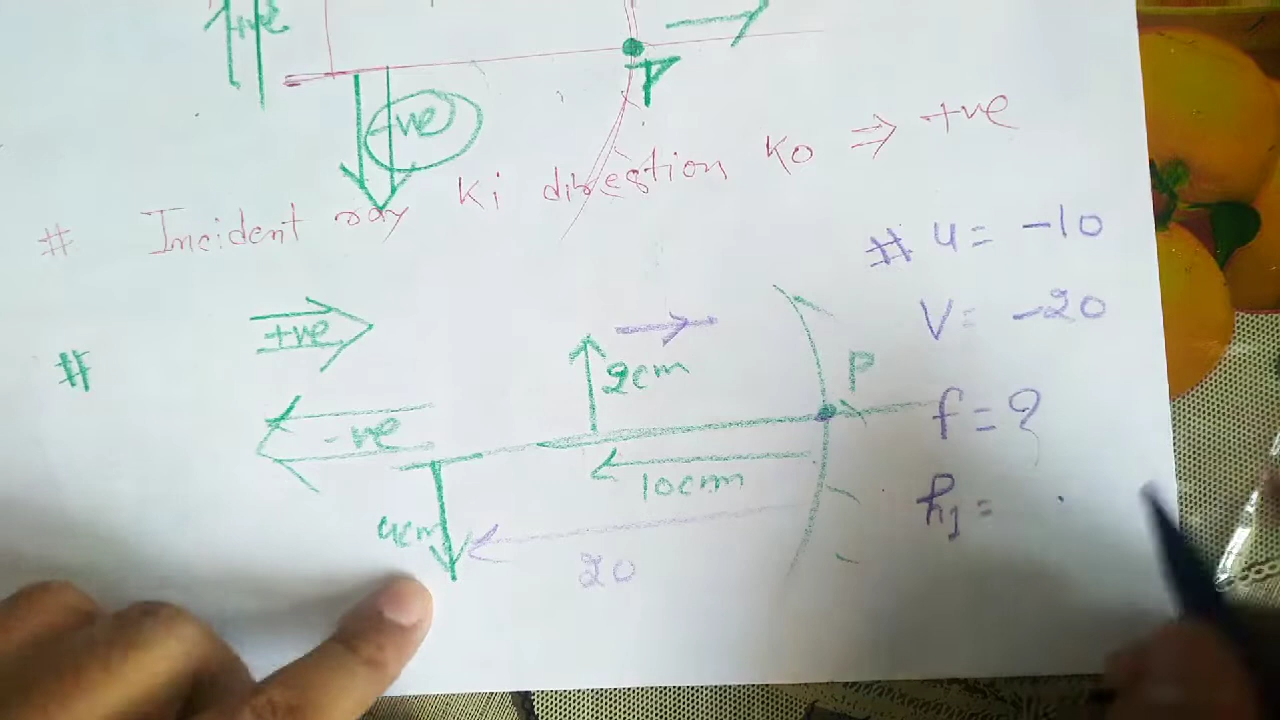 +ve
P
+ve
# Incident ray ki direction ko ⇒ +ve
# u = -10
+ve
V = -20
#
2cm
P
-ve
f = ?
10cm
h1 =
4cm
20